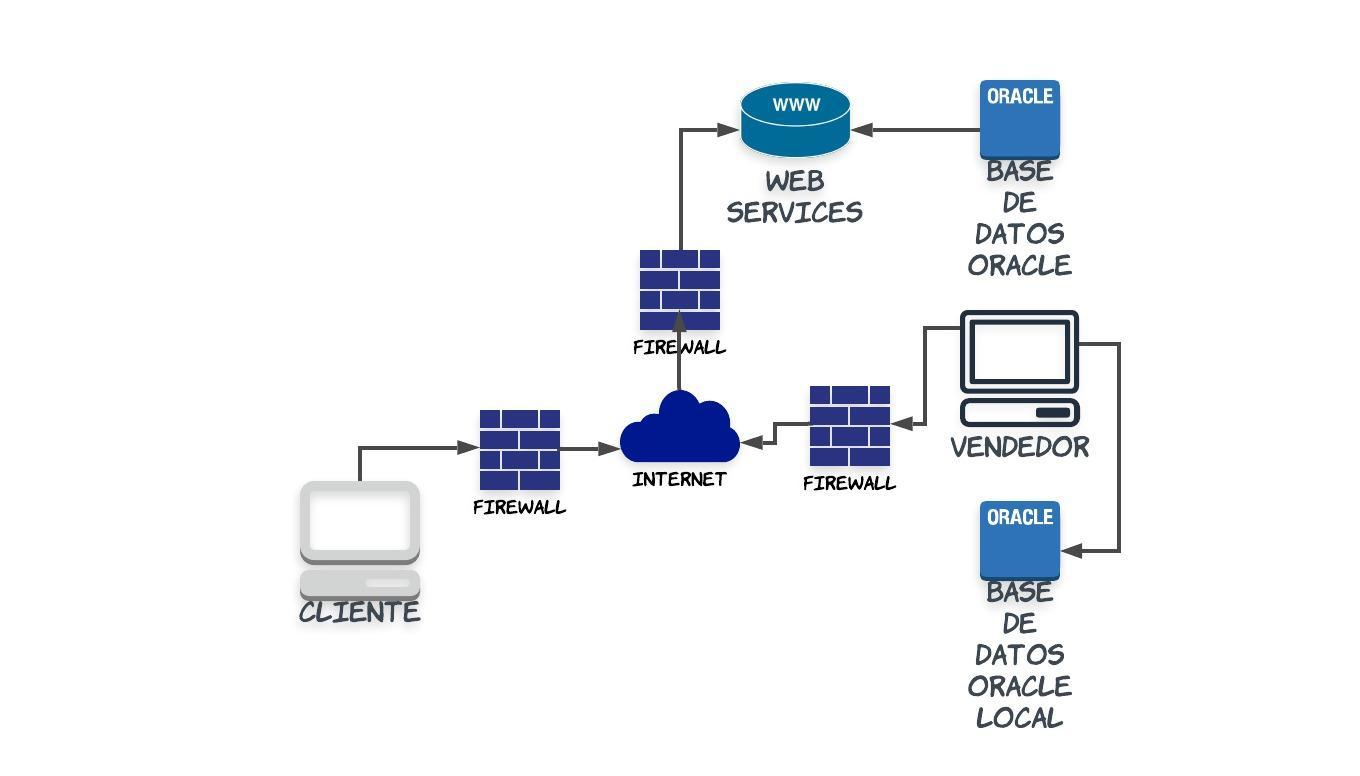 WWW
WEB
SERVICES
ORACLE
BASE
DE
DATOS
ORACLE
FIREWALL
VENDEDOR
FIREWALL
INTERNET
FIREWALL
CLIENTE
ORACLE
BASE
DE
DATOS
ORACLE
LOCAL